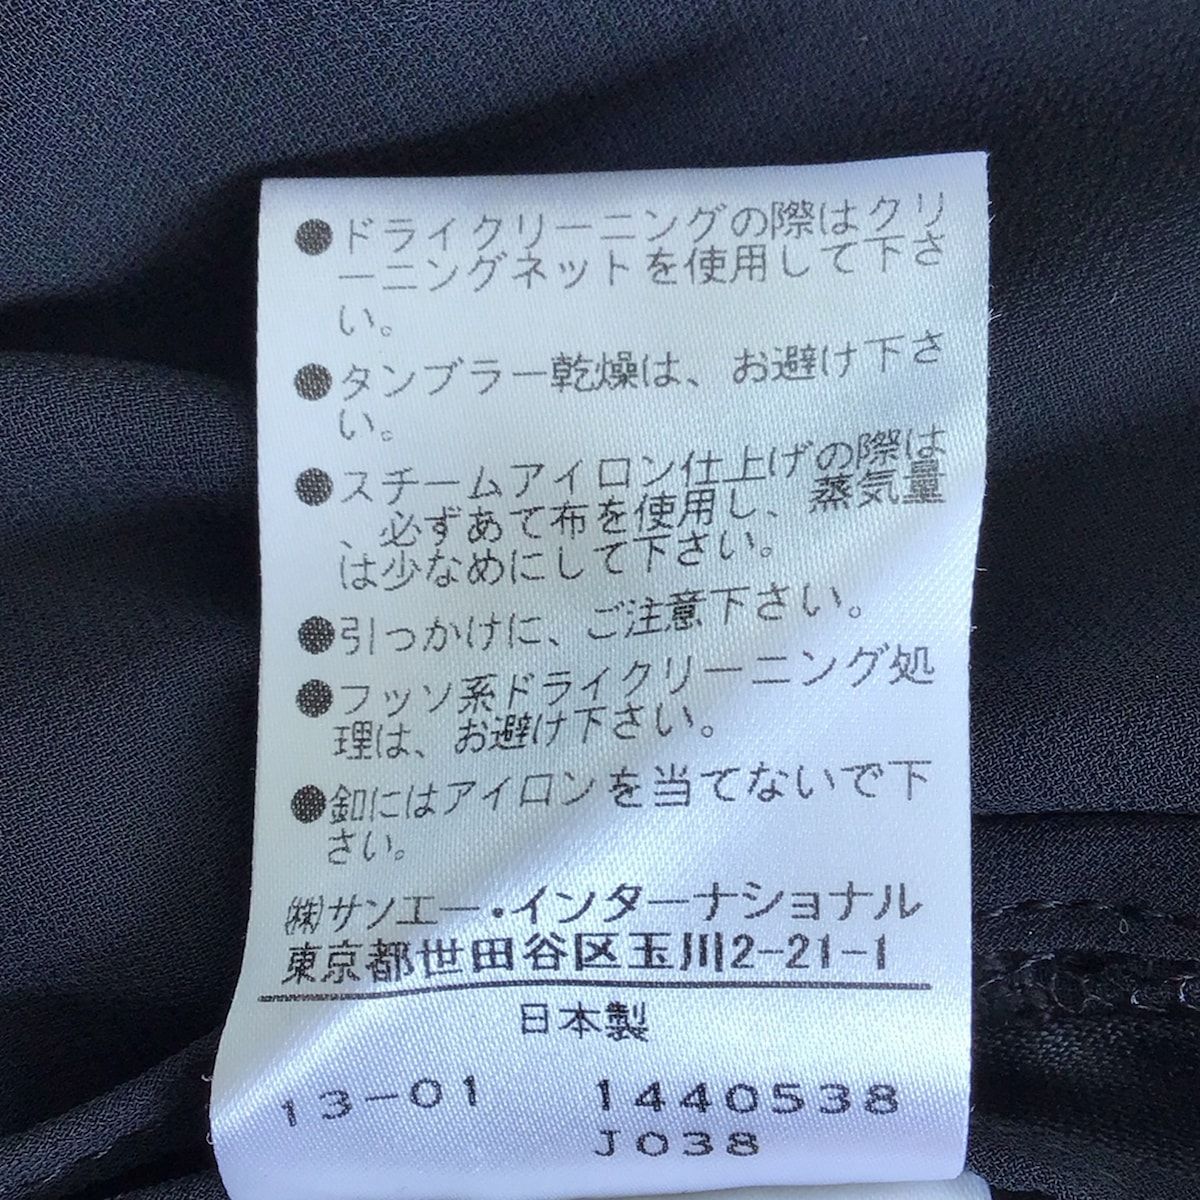 ●ドライクリーニングの際はクリ
ーニングネットを使用して下さ
い。
●タンブラー乾燥は、お避け下さ
い。
●スチームアイロン仕上げの際は
、必ずあて布を使用し、蒸気量
は少なめにして下さい。
●引っかけに、ご注意下さい。
●フッソ系ドライクリーニング処
理は、お避け下さい。
●釦にはアイロンを当てないで下
さい。
㈱サンエー・インターナショナル
東京都世田谷区玉川2-21-1
日本製
13-01 1440538
J038